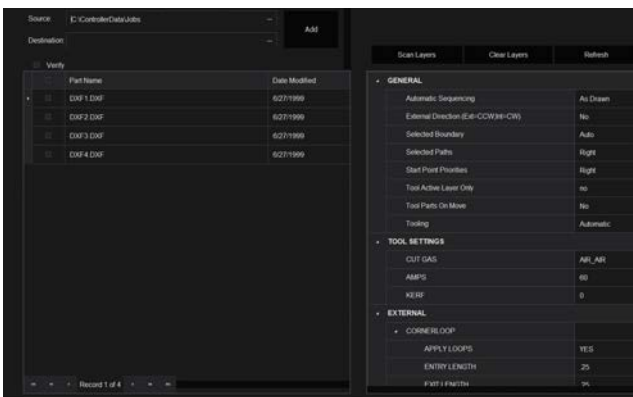 Source: C:\ControllerData\Jobs ...
Add
Destination: ...
Verify
Scan Layers Clear Layers Refresh
Part Name Date Modified
DXF1.DXF 6/27/1999
DXF2.DXF 6/27/1999
DXF3.DXF 6/27/1999
DXF4.DXF 6/27/1999
Record 1 of 4
GENERAL
Automatic Sequencing As Drawn
External Direction (Ext=CCW,Int=CW) No
Selected Boundary Auto
Selected Paths Right
Start Point Priorities Right
Tool Active Layer Only no
Tool Parts On Move No
Tooling Automatic
TOOL SETTINGS
CUT GAS AIR_AIR
AMPS 60
KERF 0
EXTERNAL
CORNERLOOP
APPLY LOOPS YES
ENTRY LENGTH .25
EXIT LENGTH .25